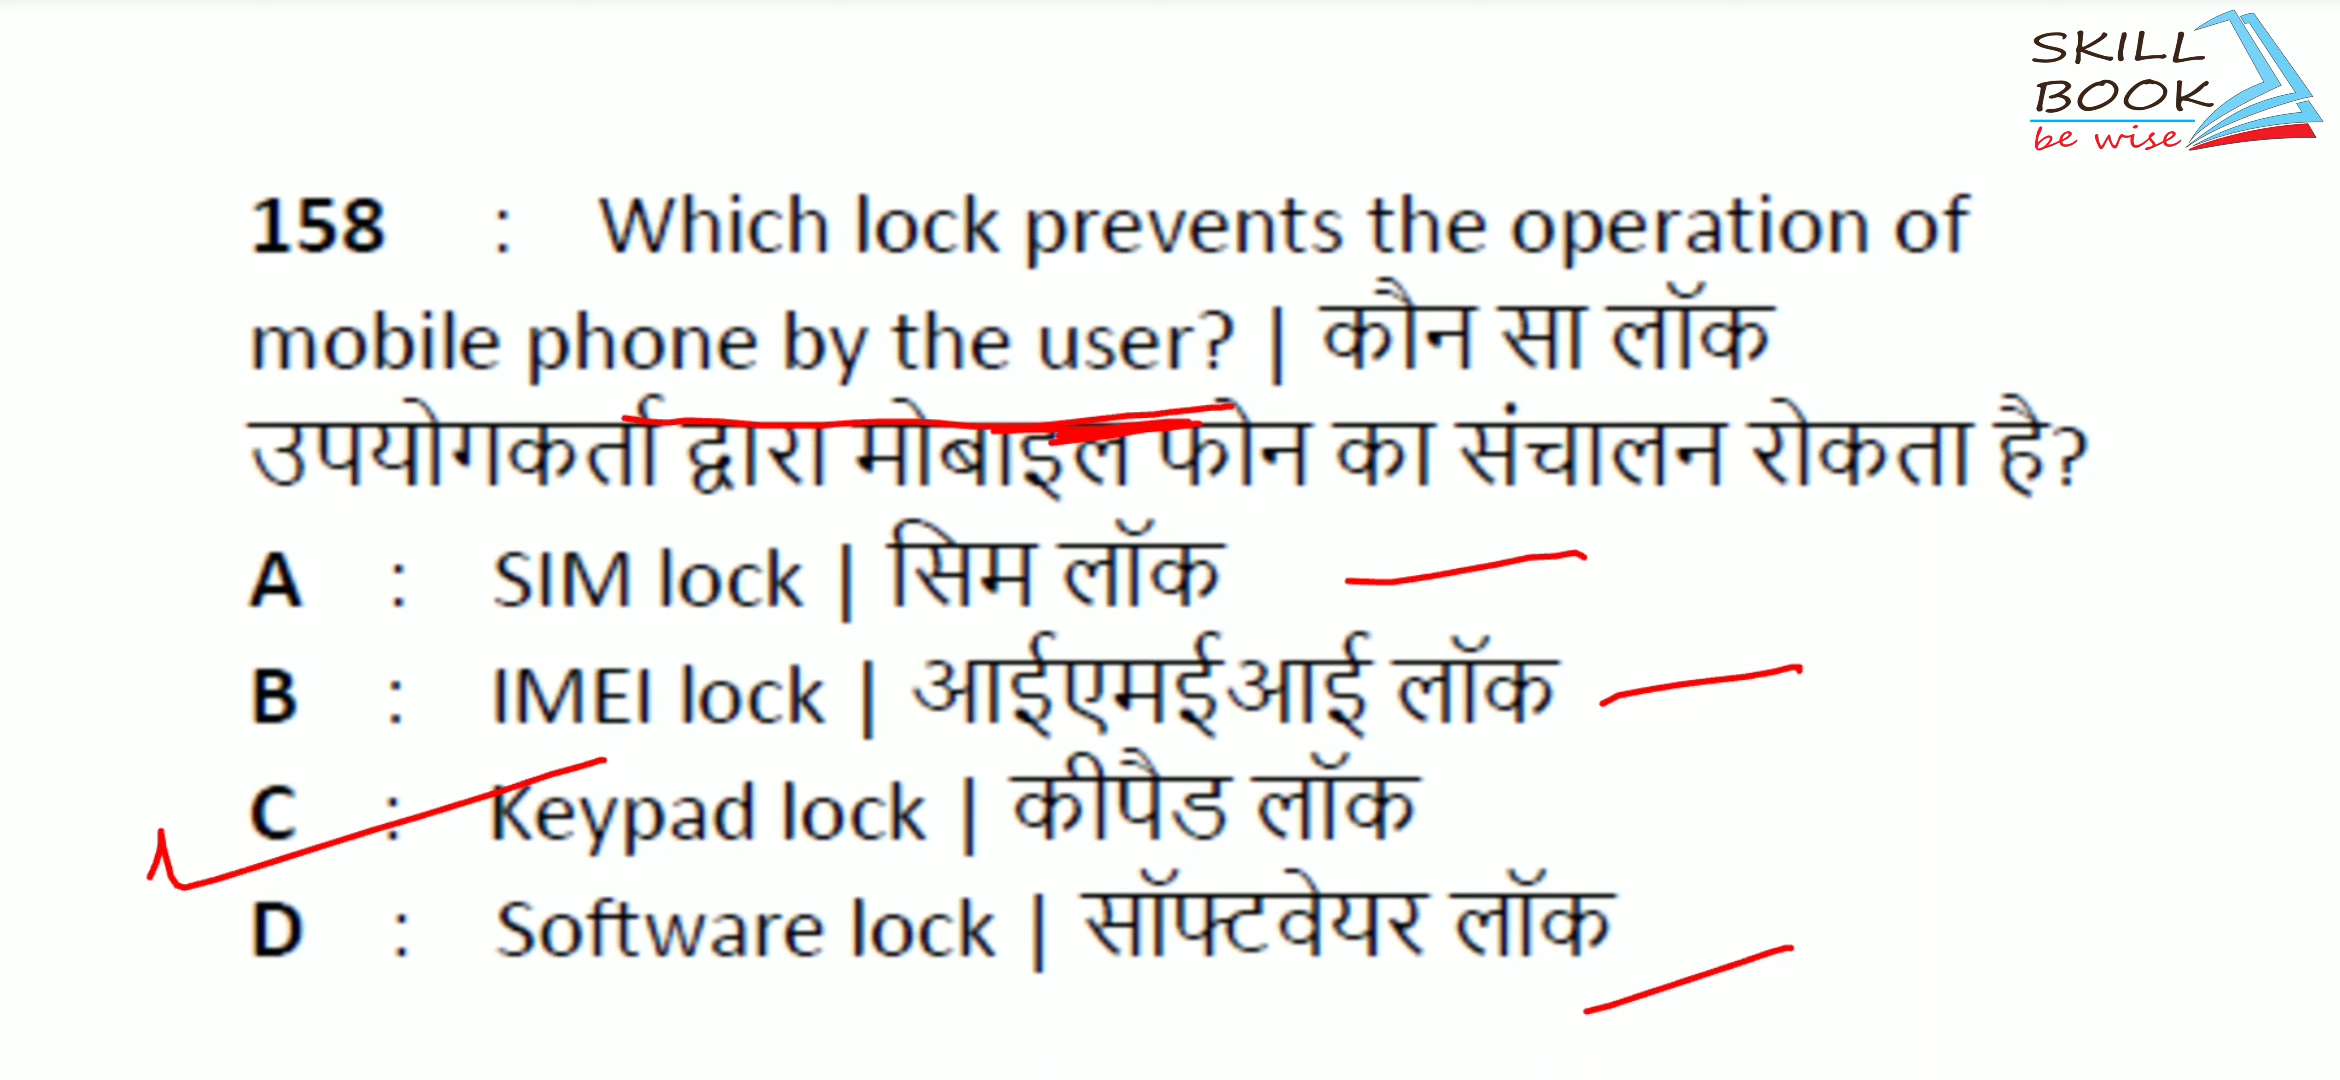 SKILL
BOOK
be wise
158 : Which lock prevents the operation of
mobile phone by the user? | कौन सा लॉक
उपयोगकर्ता द्वारा मोबाइल फोन का संचालन रोकता है?
A : SIM lock | सिम लॉक
B : IMEI lock | आईएमईआई लॉक
C : Keypad lock | कीपैड लॉक
D : Software lock | सॉफ्टवेयर लॉक